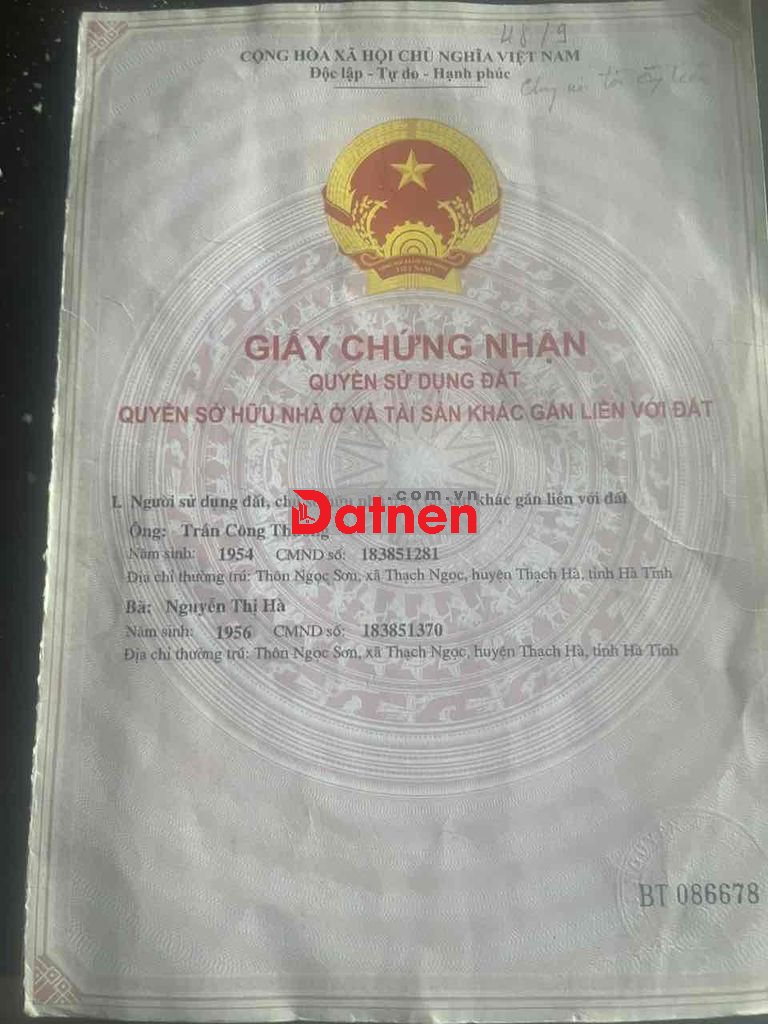 48/9
CỘNG HÒA XÃ HỘI CHỦ NGHĨA VIỆT NAM
Độc lập - Tự do - Hạnh phúc
VIỆT NAM
GIẤY CHỨNG NHẬN
QUYỀN SỬ DỤNG ĐẤT
QUYỀN SỞ HỮU NHÀ Ở VÀ TÀI SẢN KHÁC GẮN LIỀN VỚI ĐẤT
I. Người sử dụng đất, khác gắn liền với đất
.com.vn
Datnen
Ông: Trần Công
Năm sinh: 1954 CMND số: 183851281
Địa chỉ thường trú: Thôn Ngọc Sơn, xã Thạch Ngọc, huyện Thạch Hà, tỉnh Hà Tĩnh
Bà: Nguyễn Thị Hà
Năm sinh: 1956 CMND số: 183851370
Địa chỉ thường trú: Thôn Ngọc Sơn, xã Thạch Ngọc, huyện Thạch Hà, tỉnh Hà Tĩnh
BT 086678